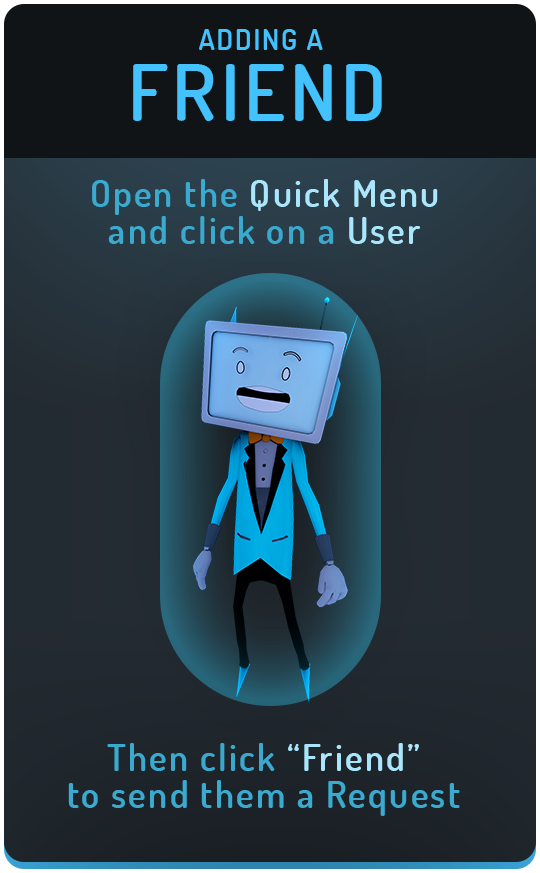 ADDING A
FRIEND
Open the Quick Menu
and click on a User
Then click “Friend”
to send them a Request